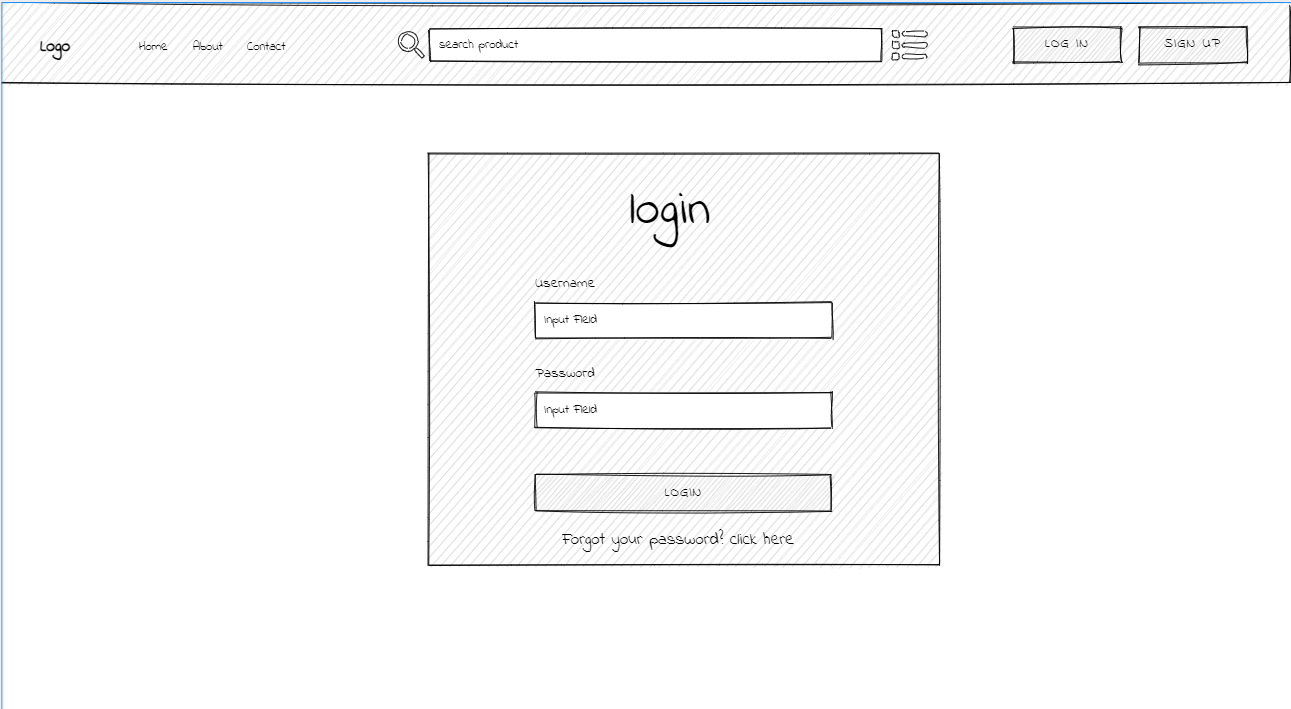 Logo Home About Contact search product LOG IN SIGN UP
login
Username
Input Field
Password
Input Field
LOGIN
Forgot your password? click here